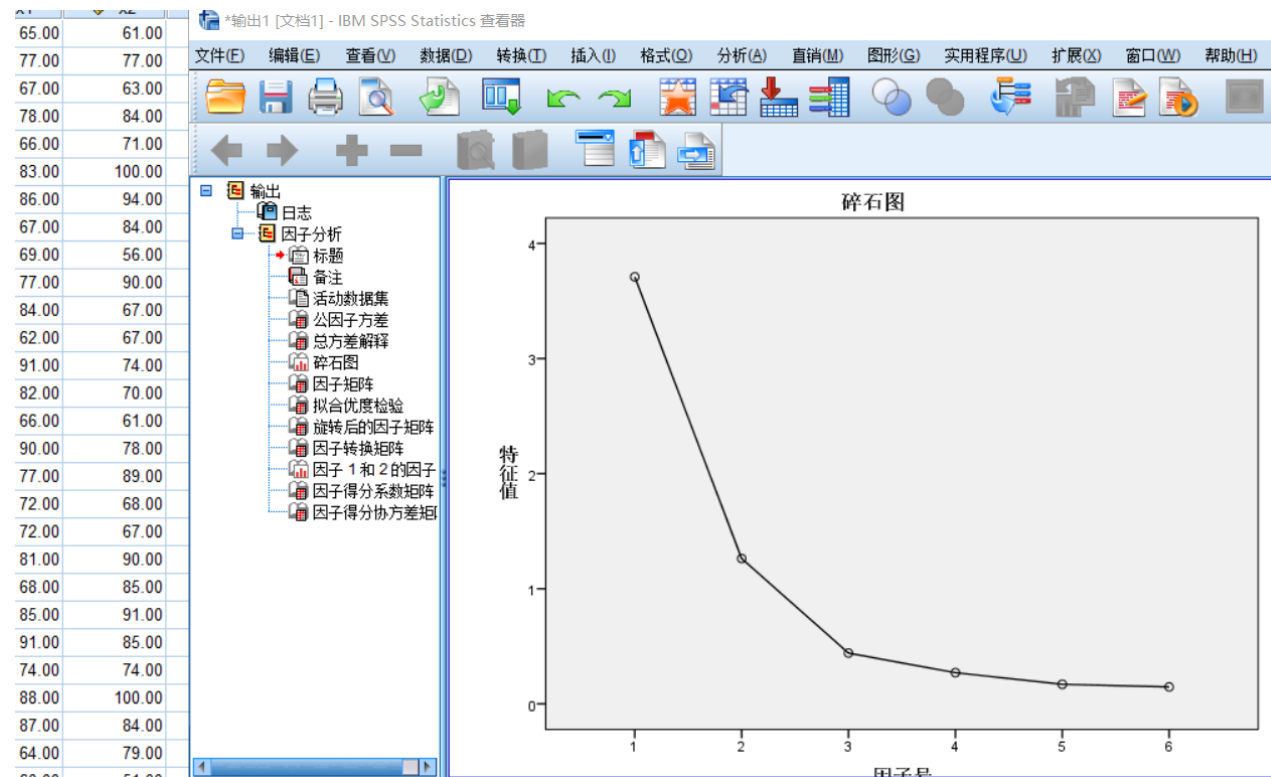 65.00 61.00
77.00 77.00
67.00 63.00
78.00 84.00
66.00 71.00
83.00 100.00
86.00 94.00
67.00 84.00
69.00 56.00
77.00 90.00
84.00 67.00
62.00 67.00
91.00 74.00
82.00 70.00
66.00 61.00
90.00 78.00
77.00 89.00
72.00 68.00
72.00 67.00
81.00 90.00
68.00 85.00
85.00 91.00
91.00 85.00
74.00 74.00
88.00 100.00
87.00 84.00
64.00 79.00
*输出1 [文档1] - IBM SPSS Statistics 查看器
文件(F) 编辑(E) 查看(V) 数据(D) 转换(T) 插入(I) 格式(O) 分析(A) 直销(M) 图形(G) 实用程序(U) 扩展(X) 窗口(W) 帮助(H)
输出
日志
因子分析
标题
备注
活动数据集
公因子方差
总方差解释
碎石图
因子矩阵
拟合优度检验
旋转后的因子矩阵
因子转换矩阵
因子 1 和 2 的因子
因子得分系数矩阵
因子得分协方差矩
碎石图
特征值
4
3
2
1
0
1 2 3 4 5 6
因子号